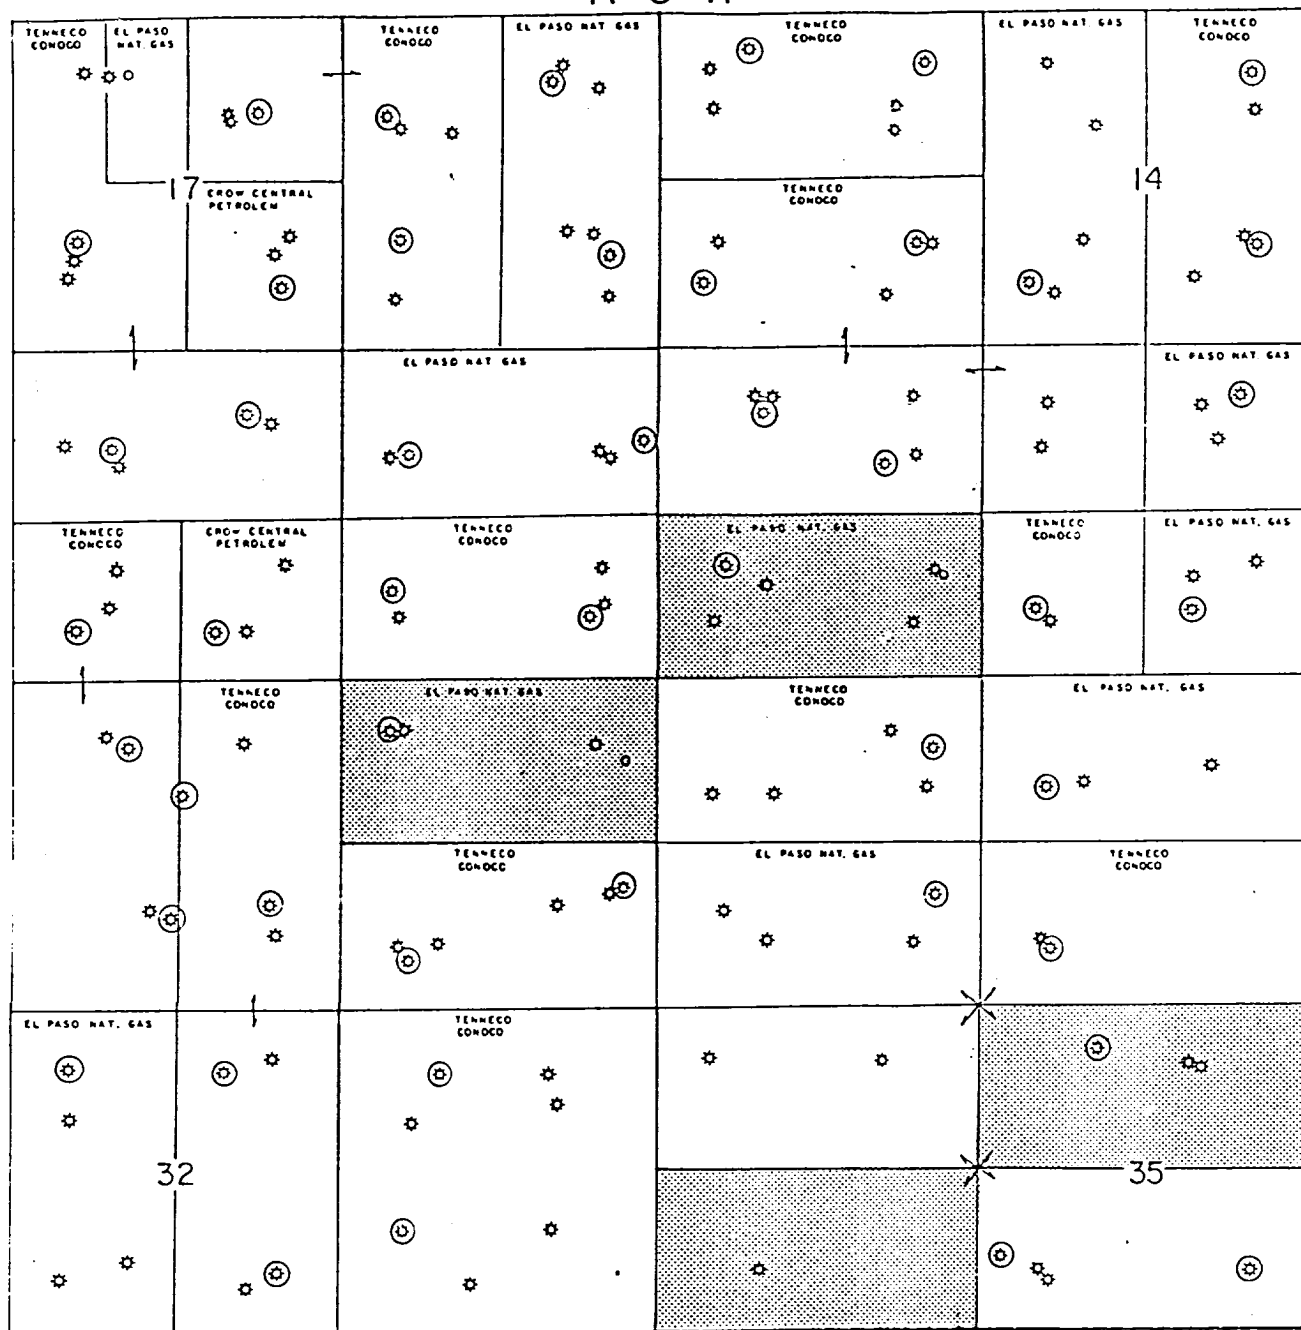 TENNECO
CONOCO
EL PASO
NAT. GAS
TENNECO
CONOCO
EL PASO NAT. GAS
TENNECO
CONOCO
EL PASO NAT. GAS
TENNECO
CONOCO
17
CROW CENTRAL
PETROLEM
TENNECO
CONOCO
14
EL PASO NAT. GAS
EL PASO NAT. GAS
TENNECO
CONOCO
CROW CENTRAL
PETROLEM
TENNECO
CONOCO
EL PASO NAT. GAS
TENNECO
CONOCO
EL PASO NAT. GAS
TENNECO
CONOCO
EL PASO NAT. GAS
TENNECO
CONOCO
EL PASO NAT. GAS
TENNECO
CONOCO
EL PASO NAT. GAS
TENNECO
CONOCO
EL PASO NAT. GAS
TENNECO
CONOCO
32
35